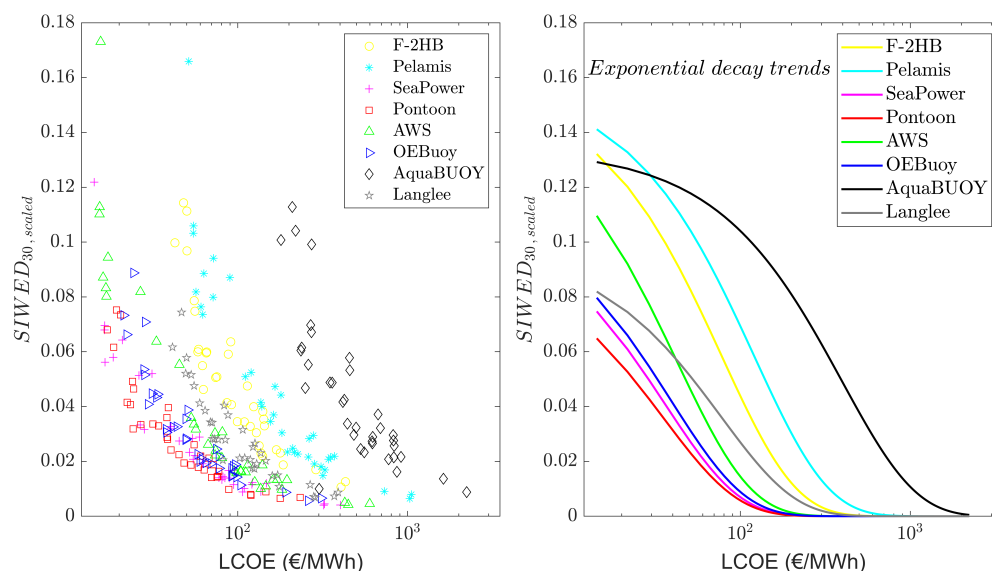 0.18
0.16
0.14
0.12
0.1
0.08
0.06
0.04
0.02
0
SIWED30, scaled
10²
10³
LCOE (€/MWh)
F-2HB
Pelamis
SeaPower
Pontoon
AWS
OEBuoy
AquaBUOY
Langlee
0.18
0.16
0.14
0.12
0.1
0.08
0.06
0.04
0.02
0
SIWED30, scaled
10²
10³
LCOE (€/MWh)
Exponential decay trends
F-2HB
Pelamis
SeaPower
Pontoon
AWS
OEBuoy
AquaBUOY
Langlee